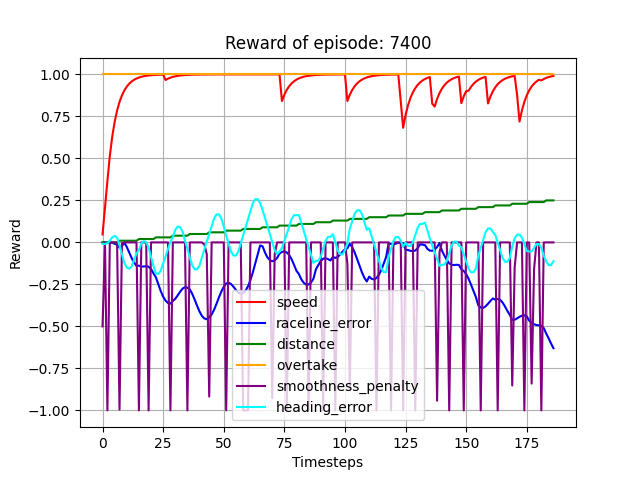 Reward of episode: 7400
Reward
1.00
0.75
0.50
0.25
0.00
−0.25
−0.50
−0.75
−1.00
speed
raceline_error
distance
overtake
smoothness_penalty
heading_error
0 25 50 75 100 125 150 175
Timesteps